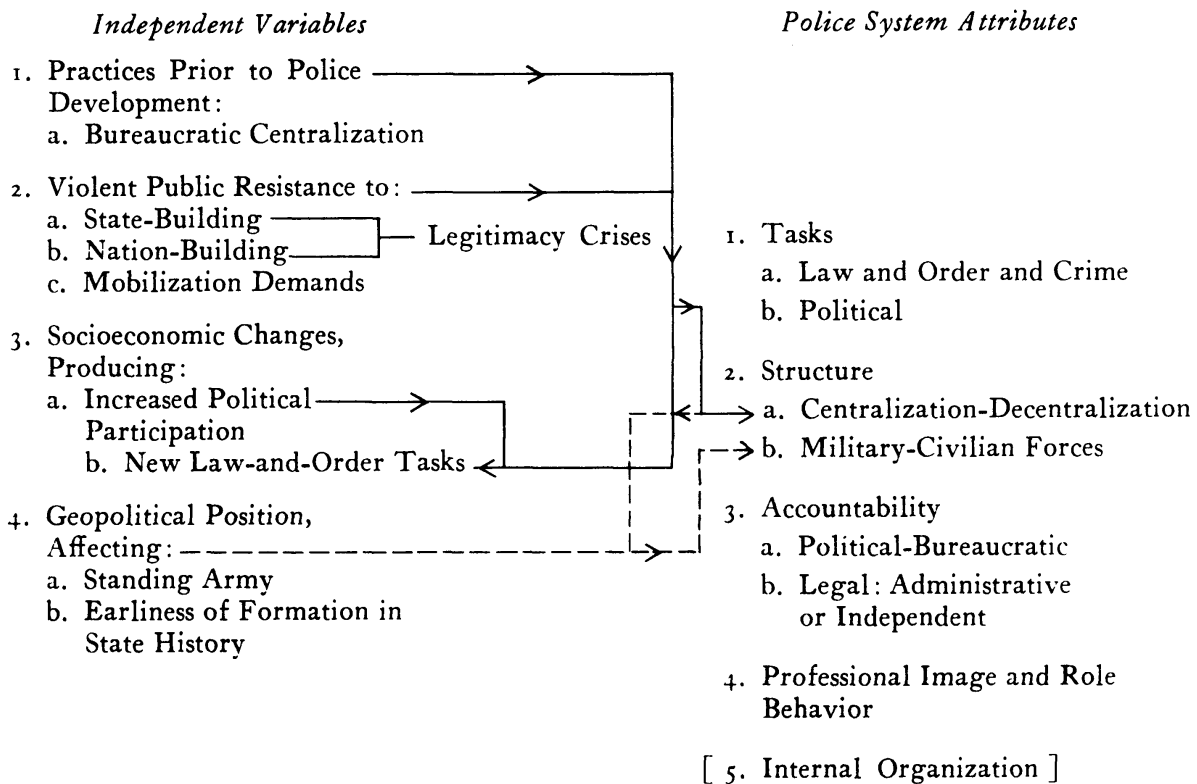 Independent Variables
1. Practices Prior to Police
Development:
a. Bureaucratic Centralization
2. Violent Public Resistance to:
a. State-Building
b. Nation-Building
Legitimacy Crises
c. Mobilization Demands
3. Socioeconomic Changes,
Producing:
a. Increased Political
Participation
b. New Law-and-Order Tasks
4. Geopolitical Position,
Affecting:
a. Standing Army
b. Earliness of Formation in
State History
Police System Attributes
1. Tasks
a. Law and Order and Crime
b. Political
2. Structure
a. Centralization-Decentralization
b. Military-Civilian Forces
3. Accountability
a. Political-Bureaucratic
b. Legal: Administrative
or Independent
4. Professional Image and Role
Behavior
[ 5. Internal Organization ]